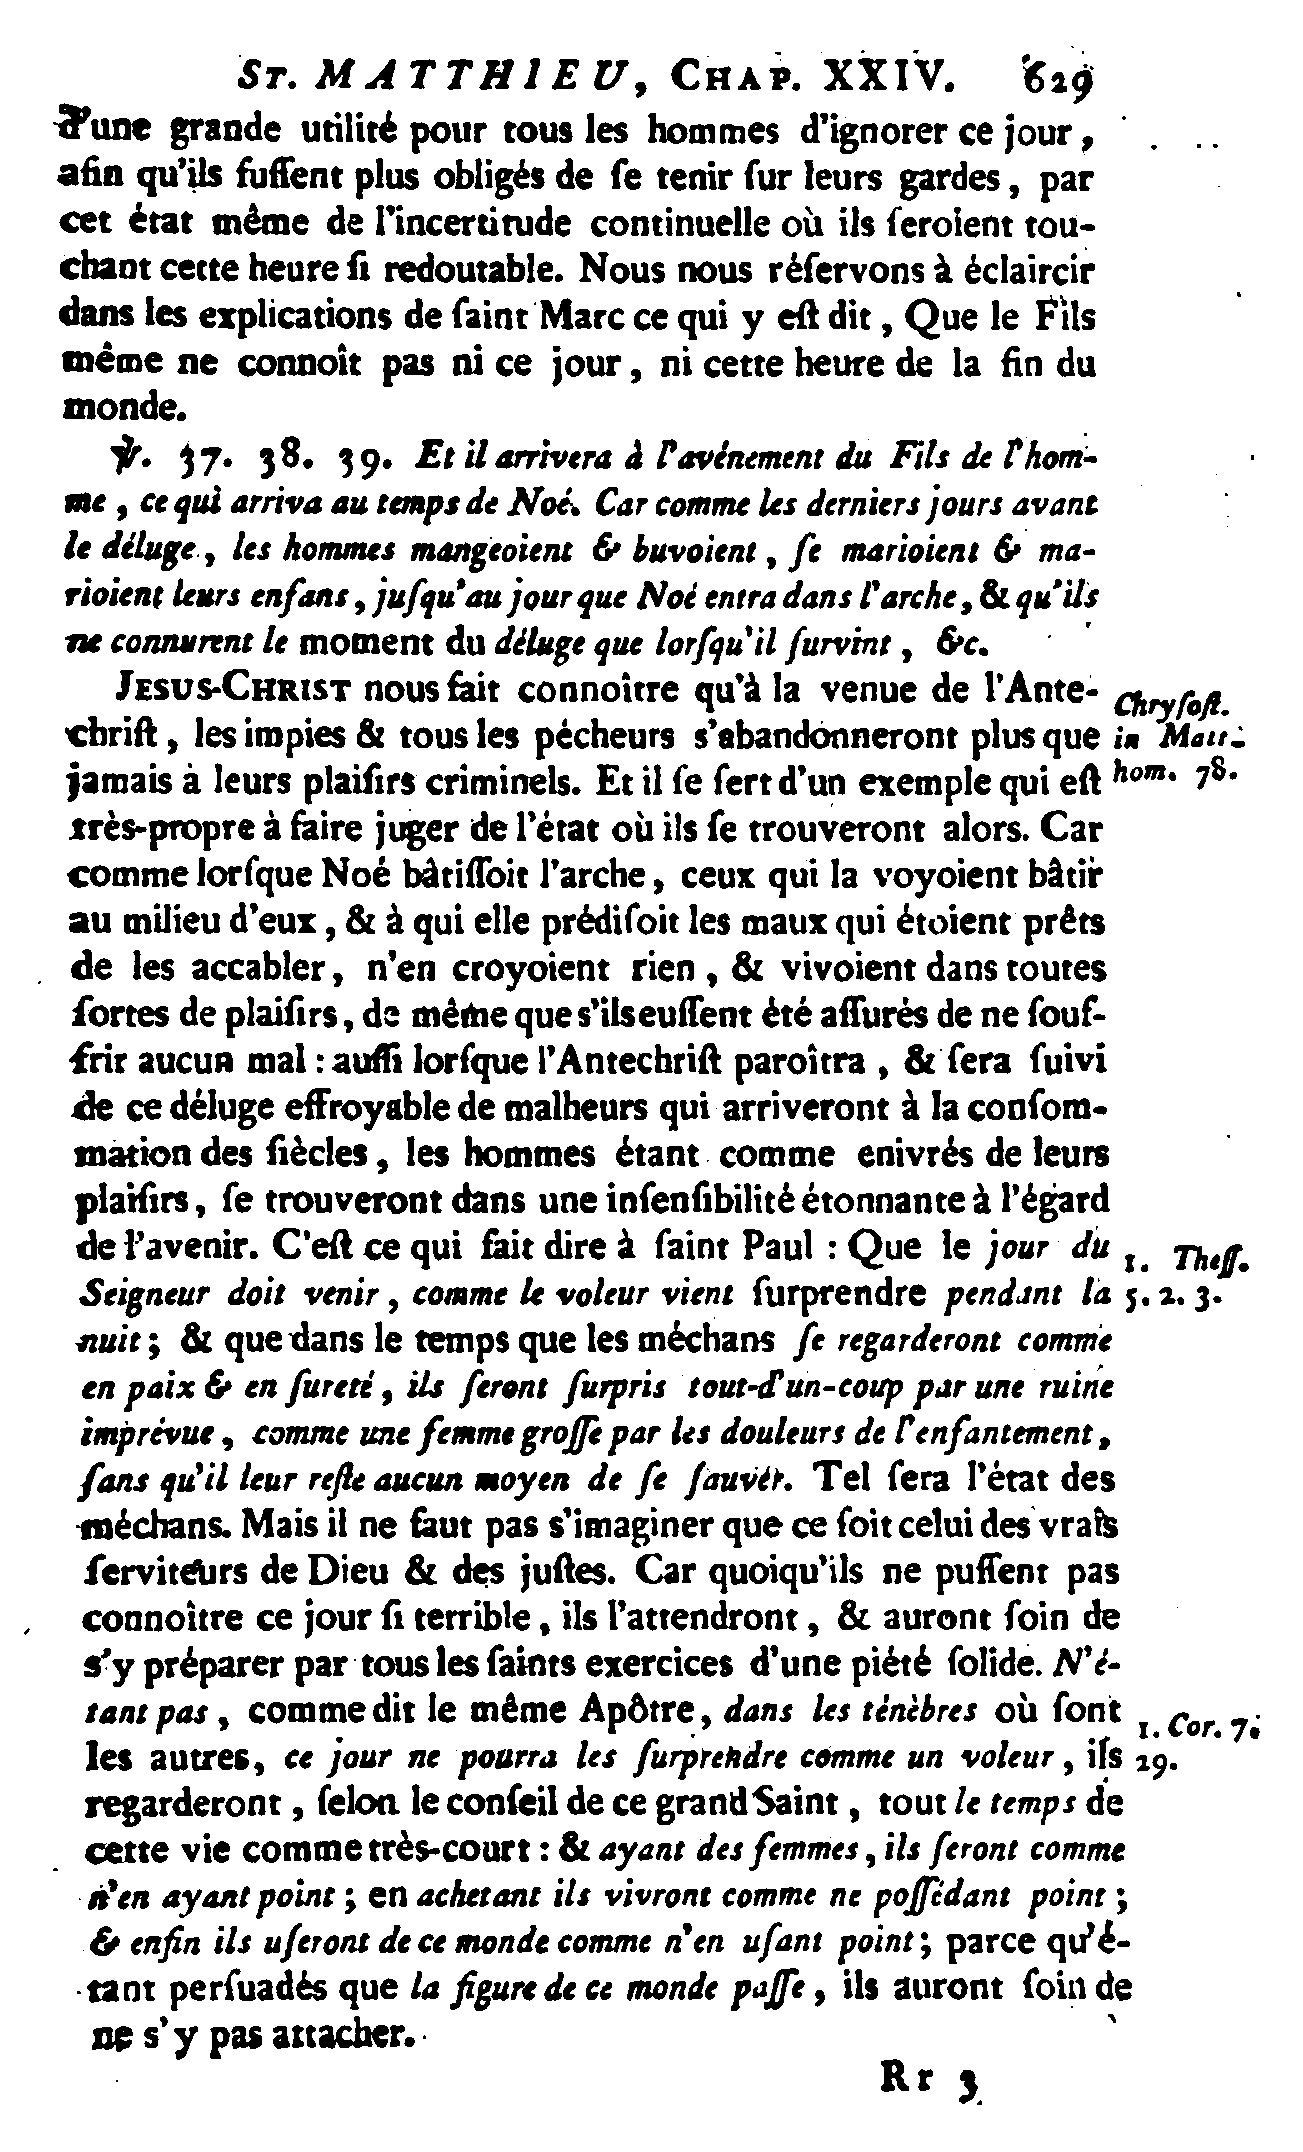 ST. MATTHIEU, CHAP. XXIV. 629
d'une grande utilité pour tous les hommes d'ignorer ce jour,
afin qu'ils fuſſent plus obligés de ſe tenir ſur leurs gardes, par
cet état même de l'incertitude continuelle où ils ſeroient tou-
chant cette heure ſi redoutable. Nous nous réſervons à éclaircir
dans les explications de ſaint Marc ce qui y eſt dit, Que le Fils
même ne connoît pas ni ce jour, ni cette heure de la fin du
monde.
℣. 37. 38. 39. Et il arrivera à l'avénement du Fils de l'hom-
me, ce qui arriva au temps de Noé. Car comme les derniers jours avant
le déluge, les hommes mangeoient & buvoient, ſe marioient & ma-
rioient leurs enfans, juſqu'au jour que Noé entra dans l'arche, & qu'ils
ne connurent le moment du déluge que lorſqu'il ſurvint, &c.
JESUS-CHRIST nous fait connoître qu'à la venue de l'Ante-
chriſt, les impies & tous les pécheurs s'abandonneront plus que
jamais à leurs plaiſirs criminels. Et il ſe ſert d'un exemple qui eſt
très-propre à faire juger de l'état où ils ſe trouveront alors. Car
comme lorſque Noé bâtiſſoit l'arche, ceux qui la voyoient bâtir
au milieu d'eux, & à qui elle prédiſoit les maux qui étoient prêts
de les accabler, n'en croyoient rien, & vivoient dans toutes
ſortes de plaiſirs, de même que s'ils euſſent été aſſurés de ne ſouf-
frir aucun mal : auſſi lorſque l'Antechriſt paroîtra, & ſera ſuivi
de ce déluge effroyable de malheurs qui arriveront à la conſom-
mation des ſiècles, les hommes étant comme enivrés de leurs
plaiſirs, ſe trouveront dans une inſenſibilité étonnante à l'égard
de l'avenir. C'eſt ce qui fait dire à ſaint Paul : Que le jour du
Seigneur doit venir, comme le voleur vient ſurprendre pendant la
nuit; & que dans le temps que les méchans ſe regarderont comme
en paix & en ſureté, ils ſeront ſurpris tout-d'un-coup par une ruine
imprévue, comme une femme groſſe par les douleurs de l'enfantement,
ſans qu'il leur reſte aucun moyen de ſe ſauver. Tel ſera l'état des
méchans. Mais il ne faut pas s'imaginer que ce ſoit celui des vrais
ſerviteurs de Dieu & des juſtes. Car quoiqu'ils ne puſſent pas
connoître ce jour ſi terrible, ils l'attendront, & auront ſoin de
s'y préparer par tous les ſaints exercices d'une piété ſolide. N'é-
tant pas, comme dit le même Apôtre, dans les ténèbres où ſont
les autres, ce jour ne pourra les ſurprendre comme un voleur, ils
regarderont, ſelon le conſeil de ce grand Saint, tout le temps de
cette vie comme très-court : & ayant des femmes, ils ſeront comme
n'en ayant point; en achetant ils vivront comme ne poſſédant point;
& enfin ils uſeront de ce monde comme n'en uſant point; parce qu'é-
tant perſuadés que la figure de ce monde paſſe, ils auront ſoin de
ne s'y pas attacher.
Chryſoſt.
in Matt.
hom. 78.
1. Theſſ.
5. 2. 3.
1. Cor. 7.
29.
Rr 3